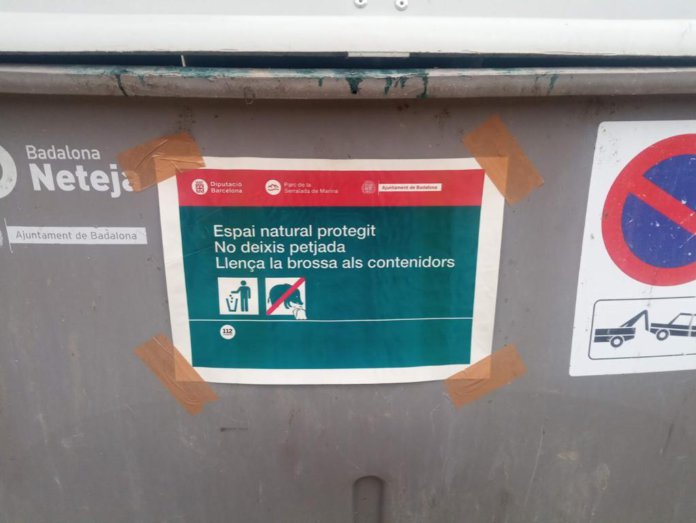 Badalona
Neteja
Ajuntament de Badalona
Diputació
Barcelona
Parc de la
Serralada de Marina
Ajuntament de Badalona
Espai natural protegit
No deixis petjada
Llença la brossa als contenidors
112